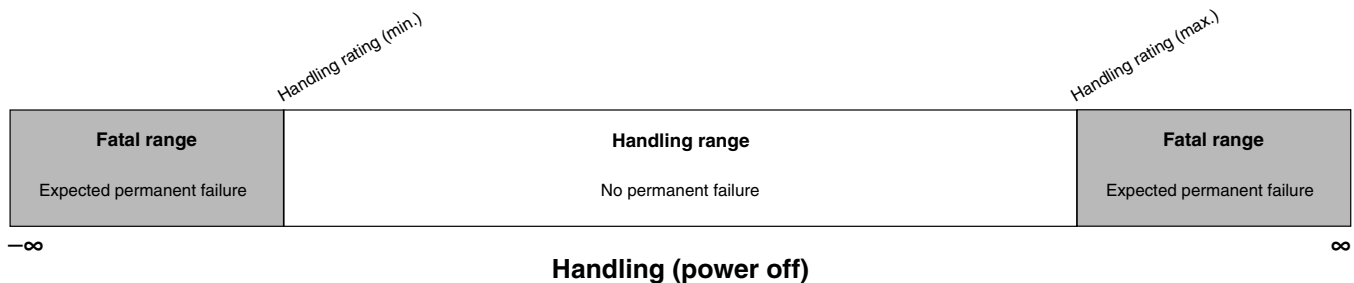 Handling rating (min.)
Handling rating (max.)
Fatal range
Handling range
Fatal range
Expected permanent failure
No permanent failure
Expected permanent failure
–∞
∞
Handling (power off)